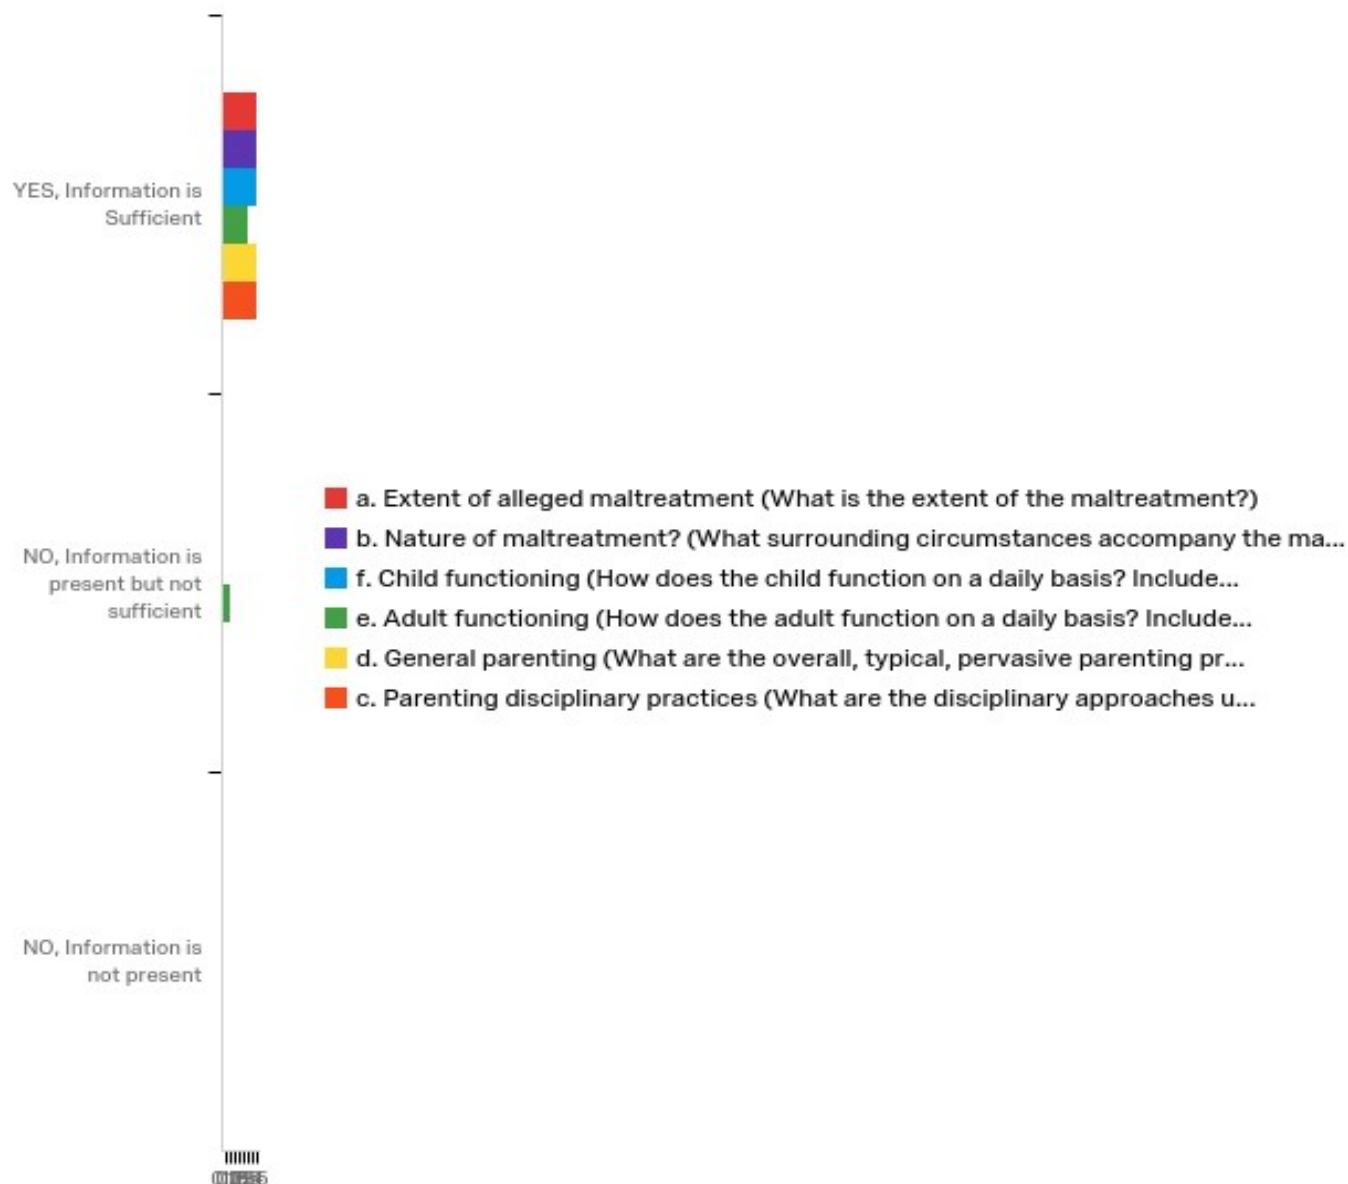 YES, Information is
Sufficient
NO, Information is
present but not
sufficient
a. Extent of alleged maltreatment (What is the extent of the maltreatment?)
b. Nature of maltreatment? (What surrounding circumstances accompany the ma...
f. Child functioning (How does the child function on a daily basis? Include...
e. Adult functioning (How does the adult function on a daily basis? Include...
d. General parenting (What are the overall, typical, pervasive parenting pr...
c. Parenting disciplinary practices (What are the disciplinary approaches u...
NO, Information is
not present